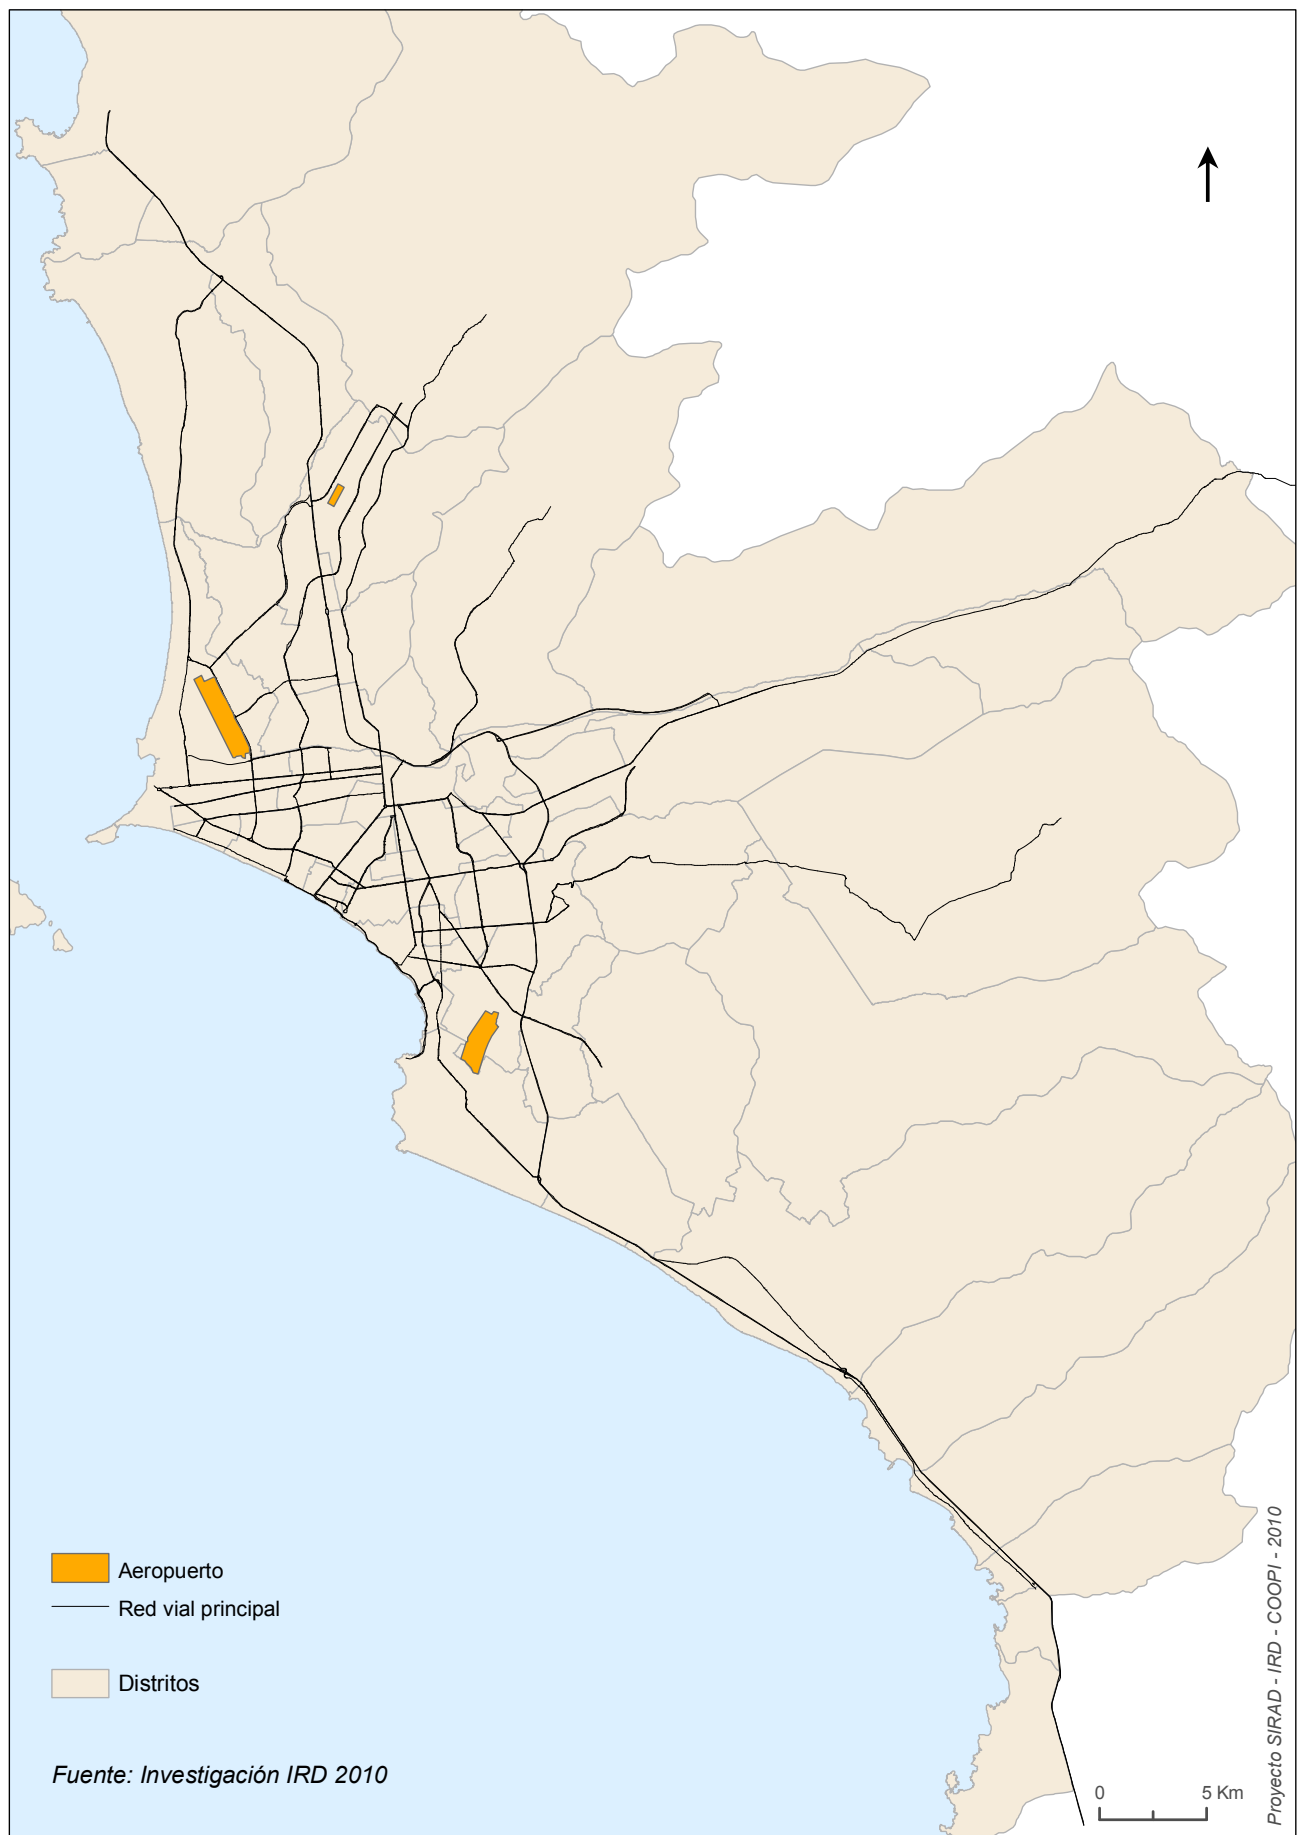 Aeropuerto
Red vial principal
Distritos
Fuente: Investigación IRD 2010
0 5 Km
Proyecto SIRAD - IRD - COOPI - 2010